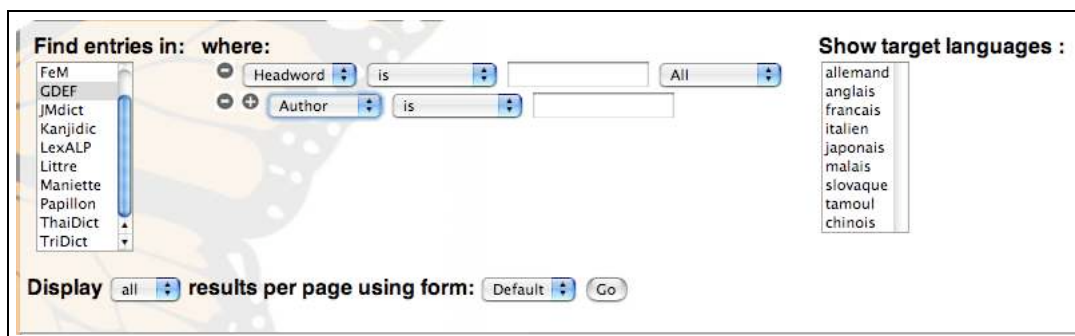 Find entries in: where: Show target languages :
FeM
GDEF
JMdict
Kanjidic
LexALP
Littre
Maniette
Papillon
ThaiDict
TriDict
Headword is All
Author is
allemand
anglais
francais
italien
japonais
malais
slovaque
tamoul
chinois
Display all results per page using form: Default Go